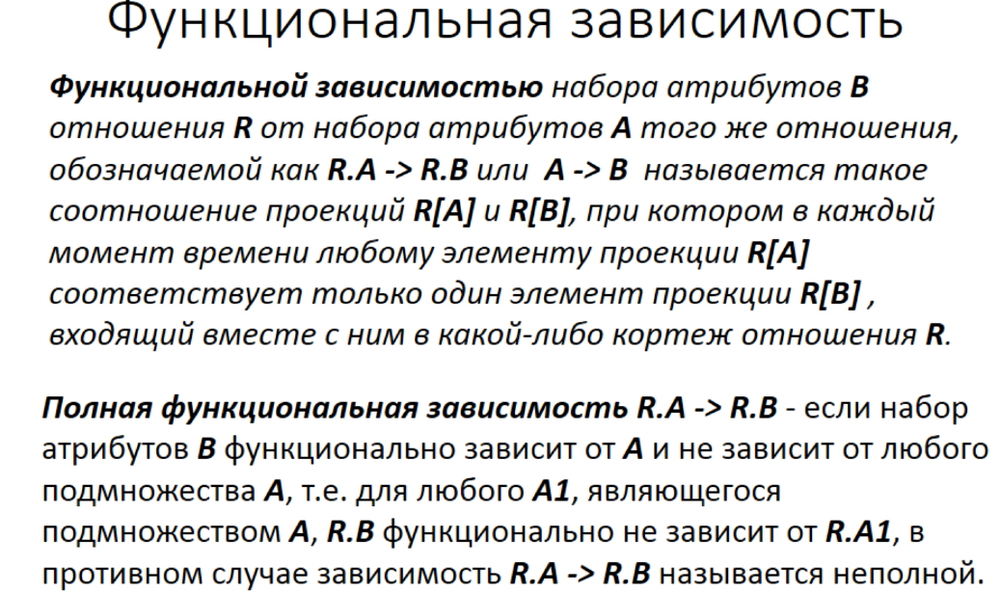 Функциональная зависимость
Функциональной зависимостью набора атрибутов B
отношения R от набора атрибутов A того же отношения,
обозначаемой как R.A -> R.B или A -> B называется такое
соотношение проекций R[A] и R[B], при котором в каждый
момент времени любому элементу проекции R[A]
соответствует только один элемент проекции R[B] ,
входящий вместе с ним в какой-либо кортеж отношения R.
Полная функциональная зависимость R.A -> R.B - если набор
атрибутов B функционально зависит от A и не зависит от любого
подмножества A, т.е. для любого A1, являющегося
подмножеством A, R.B функционально не зависит от R.A1, в
противном случае зависимость R.A -> R.B называется неполной.